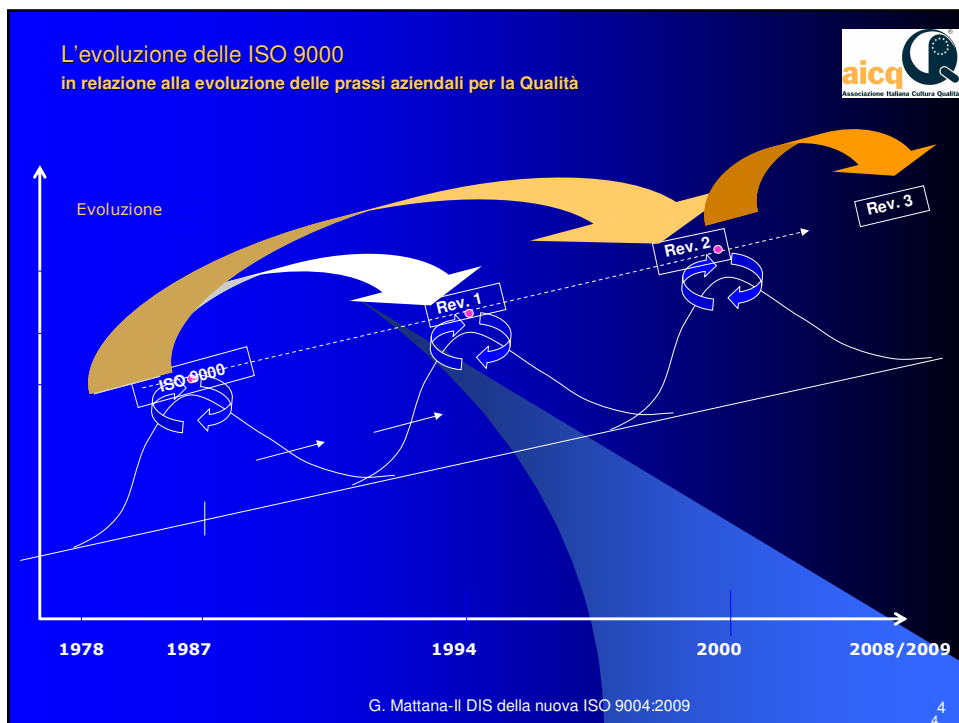 L'evoluzione delle ISO 9000
in relazione alla evoluzione delle prassi aziendali per la Qualità
aicq
Associazione Italiana Cultura Qualità
Evoluzione
Rev. 3
Rev. 2
Rev. 1
ISO 9000
1978 1987 1994 2000 2008/2009
G. Mattana-Il DIS della nuova ISO 9004:2009
4
4